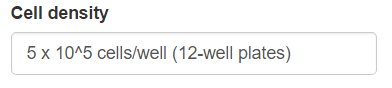 Cell density
5 x 10^5 cells/well (12-well plates)